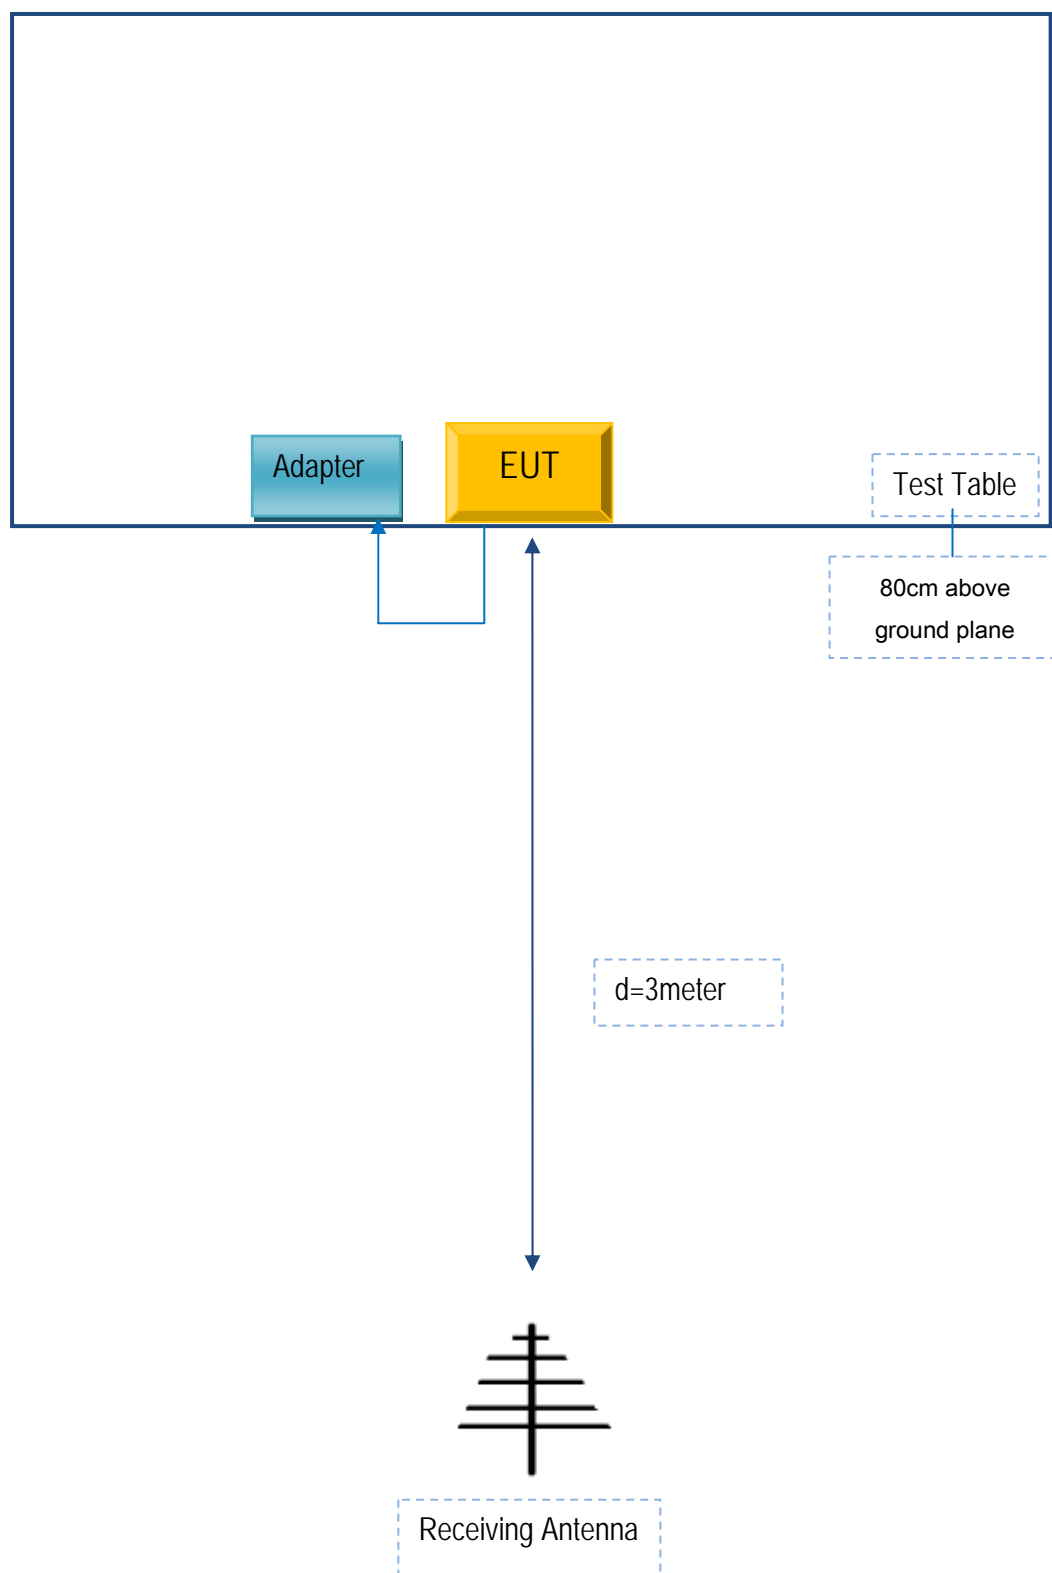 Adapter
EUT
Test Table
80cm above
ground plane
d=3meter
Receiving Antenna